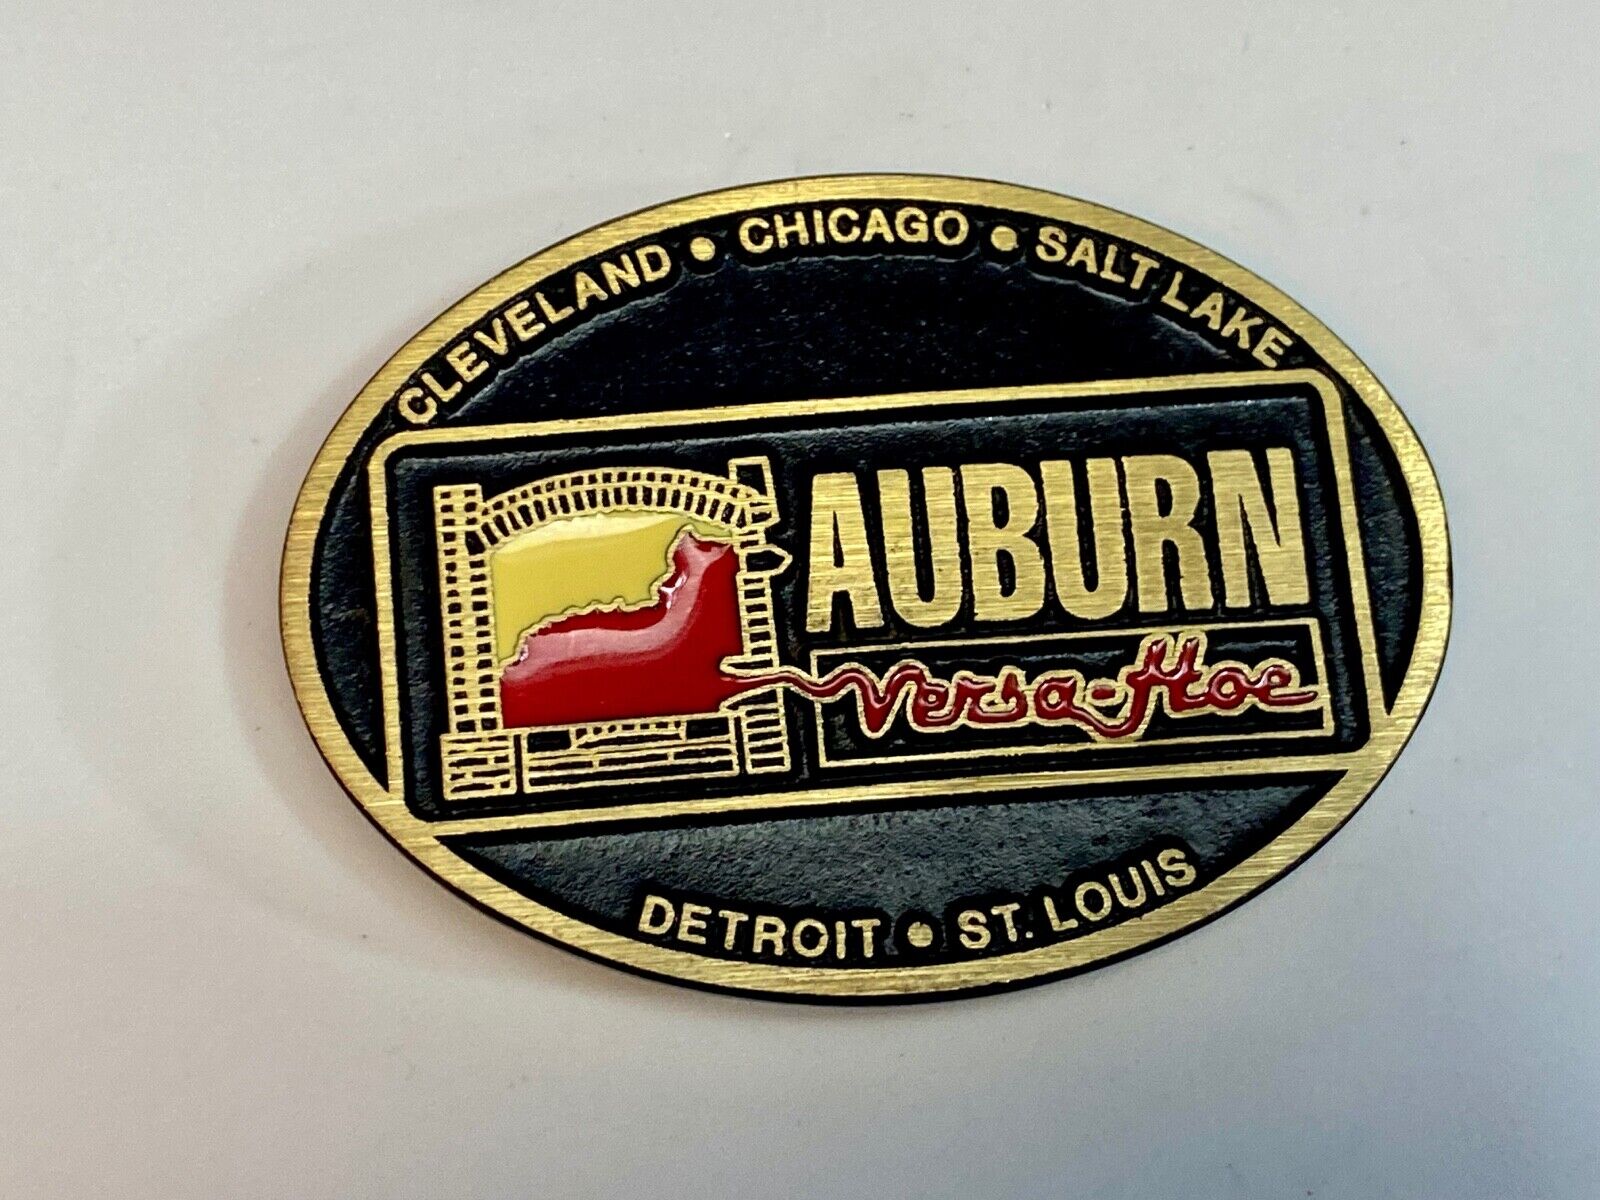 CLEVELAND • CHICAGO • SALT LAKE
AUBURN
Versa-Hoe
DETROIT • ST. LOUIS